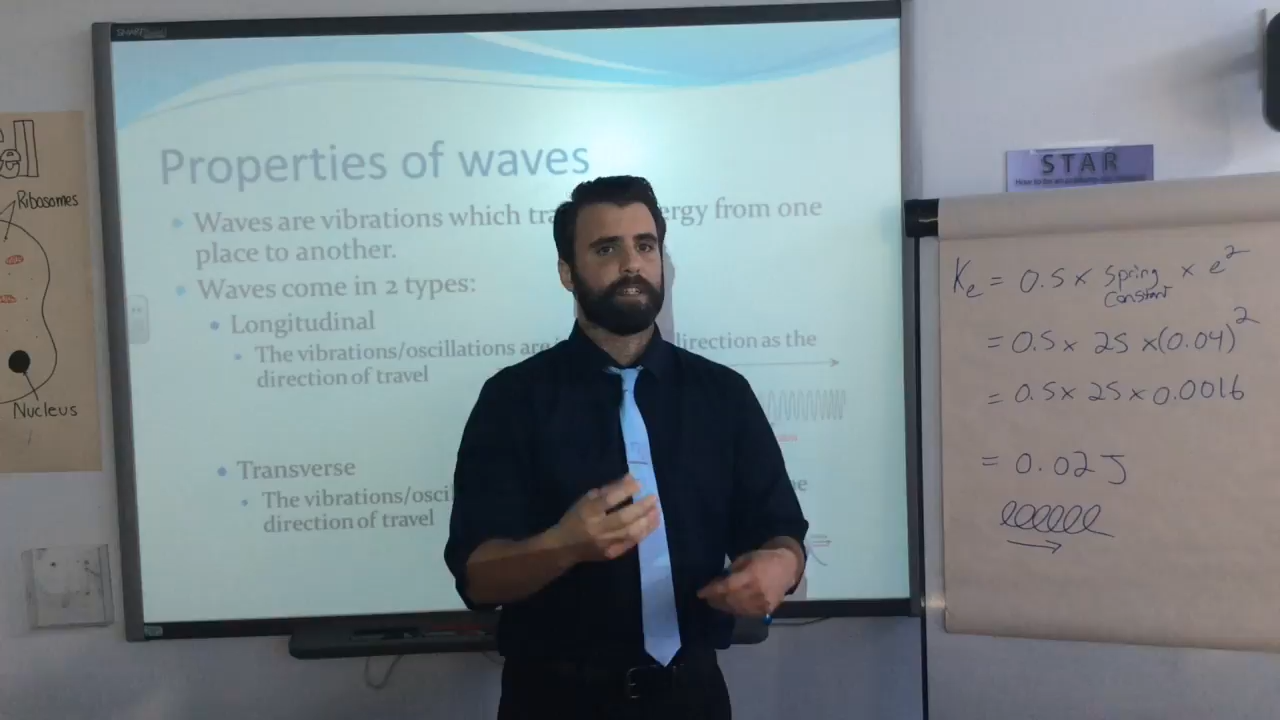 SMART
Ribosomes
Nucleus
Properties of waves
Waves are vibrations which tra ergy from one
place to another.
Waves come in 2 types:
Longitudinal
The vibrations/oscillations are irection as the
direction of travel
Transverse
The vibrations/osci
direction of travel
STAR
Ke = 0.5 x Spring x e²
Constant
= 0.5 x 25 x (0.04)²
= 0.5 x 25 x 0.0016
= 0.02 J